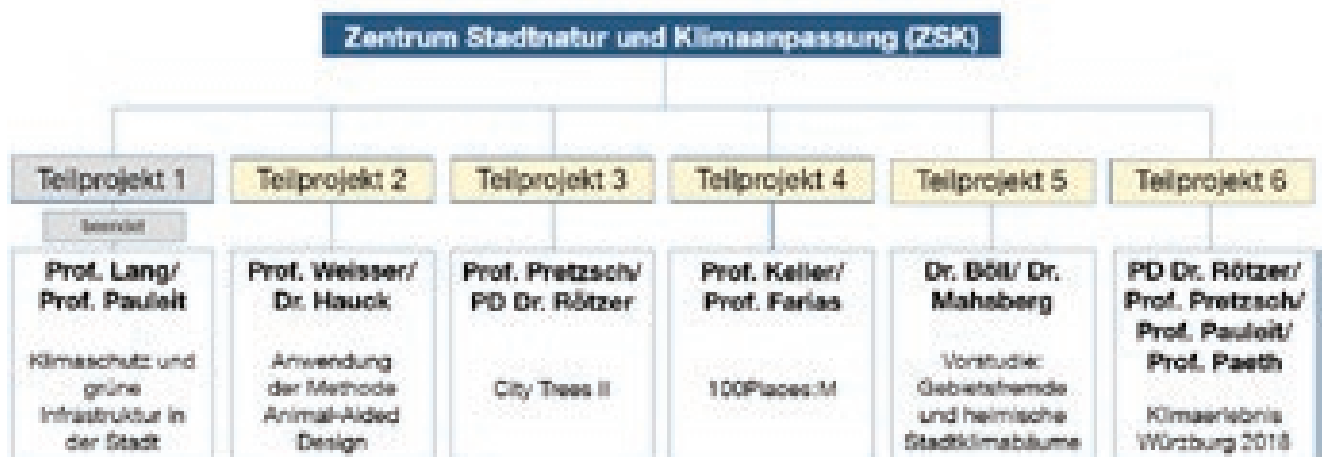 Zentrum Stadtnatur und Klimaanpassung (ZSK)
Teilprojekt 1
beendet
Prof. Lang/
Prof. Pauleit
Klimaschutz und
grüne
Infrastruktur in
der Stadt
Teilprojekt 2
Prof. Weisser/
Dr. Hauck
Anwendung
der Methode
Animal-Aided
Design
Teilprojekt 3
Prof. Pretzsch/
PD Dr. Rötzer
City Trees II
Teilprojekt 4
Prof. Keller/
Prof. Farias
100Places:M
Teilprojekt 5
Dr. Böll/ Dr.
Mahsberg
Vorstudie:
Gebietsfremde
und heimische
Stadtklimabäume
Teilprojekt 6
PD Dr. Rötzer/
Prof. Pretzsch/
Prof. Pauleit/
Prof. Paeth
Klimaerlebnis
Würzburg 2018